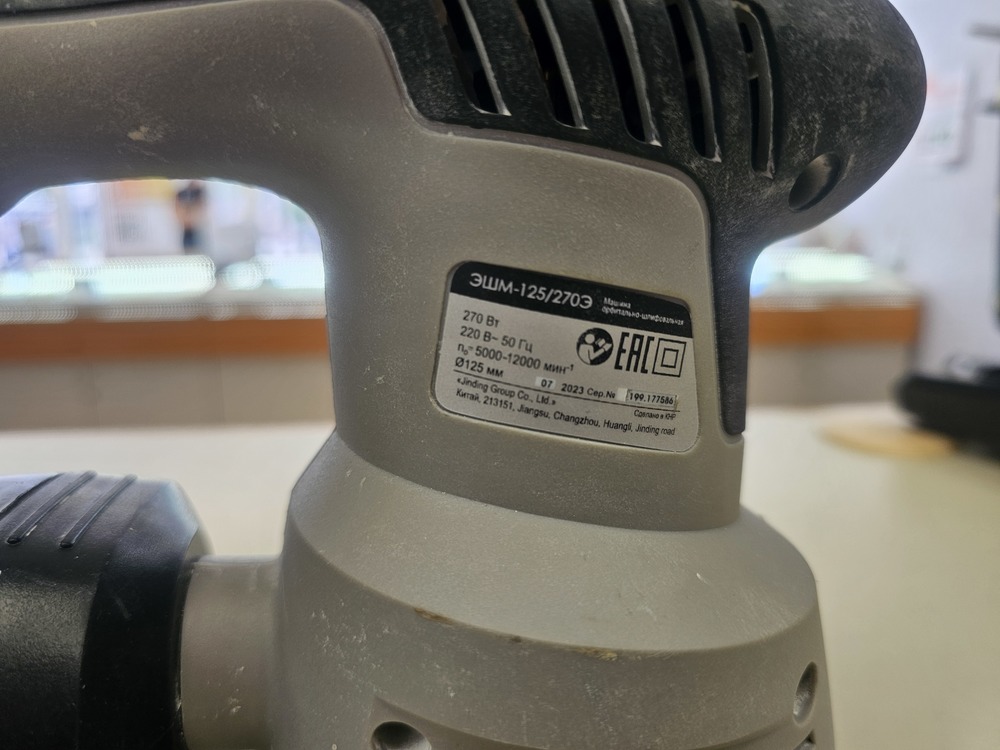 ЭШМ-125/270Э
Машина
орбитально-шлифовальная
270 Вт
220 В~ 50 Гц
n₀= 5000-12000 мин⁻¹
Ø125 мм
EAC
07 2023 Сер.№ 199.177586
Сделано в КНР
«Jinding Group Co., Ltd.»
Китай, 213151, Jiangsu, Changzhou, Huangli, Jinding road